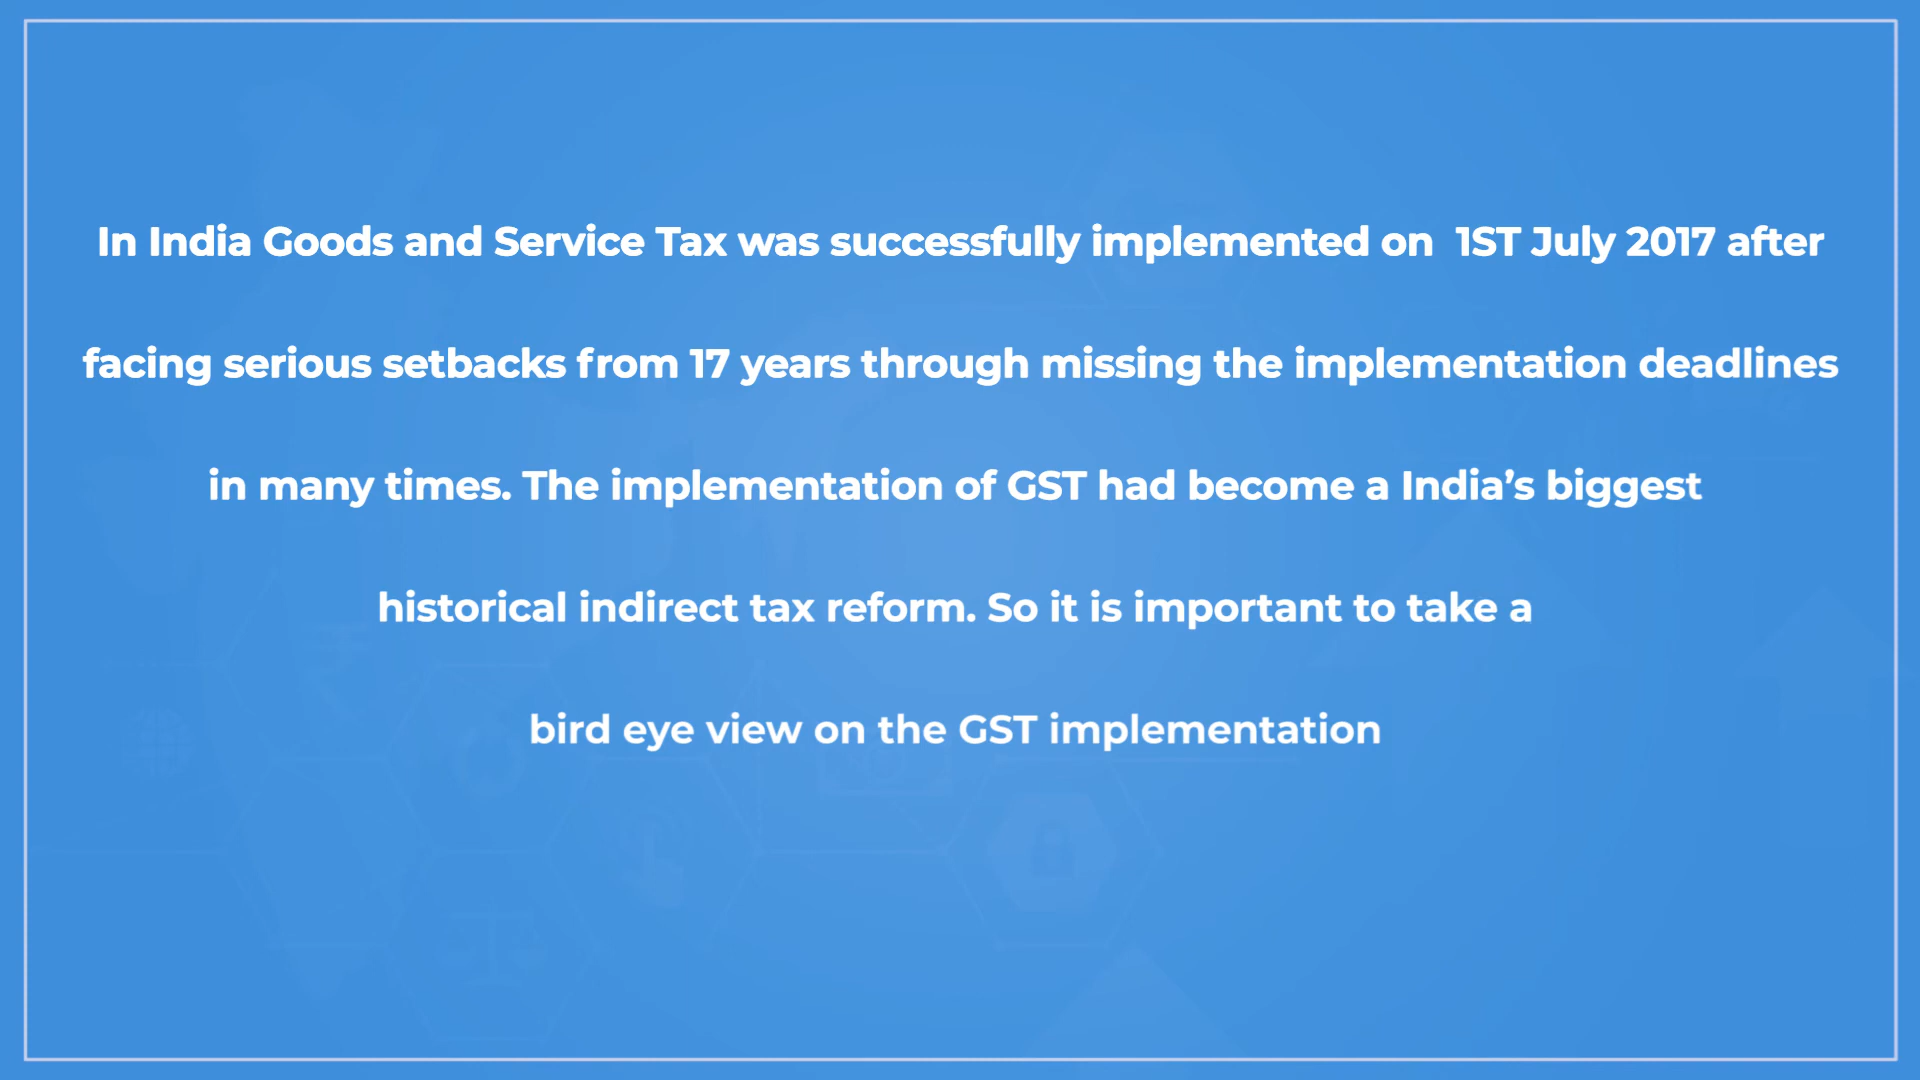 In India Goods and Service Tax was successfully implemented on  1ST July 2017 after
facing serious setbacks from 17 years through missing the implementation deadlines
in many times. The implementation of GST had become a India’s biggest
historical indirect tax reform. So it is important to take a
bird eye view on the GST implementation